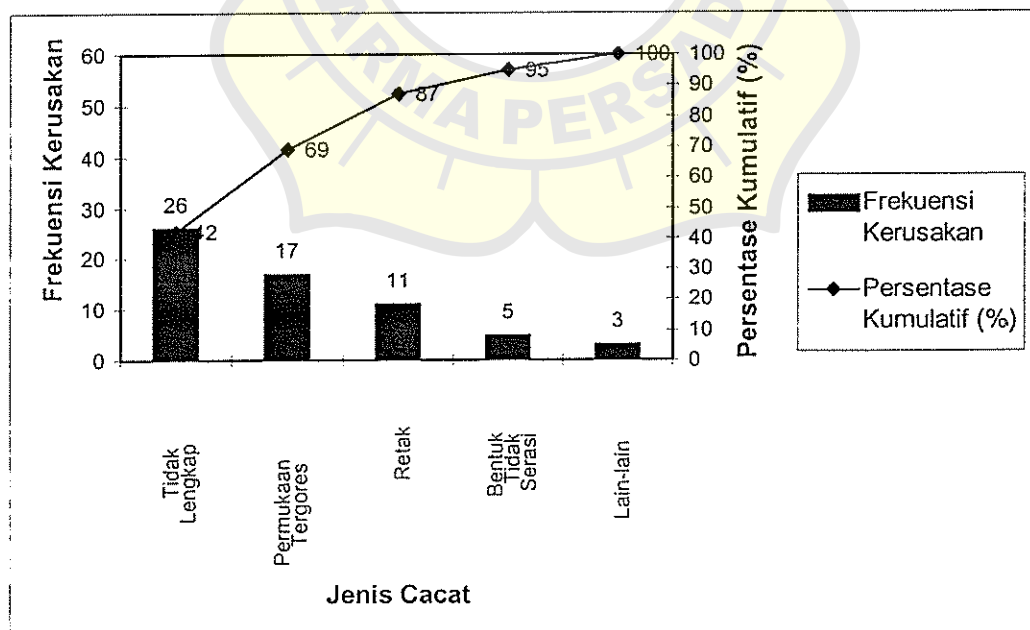 ARMA PERSAD
Frekuensi Kerusakan
60
50
40
30
20
10
0
26
17
11
5
3
42
69
87
95
100
100
90
80
70
60
50
40
30
20
10
0
Persentase Kumulatif (%)
Tidak
Lengkap
Permukaan
Tergores
Retak
Bentuk
Tidak
Serasi
Lain-lain
Jenis Cacat
Frekuensi
Kerusakan
Persentase
Kumulatif (%)